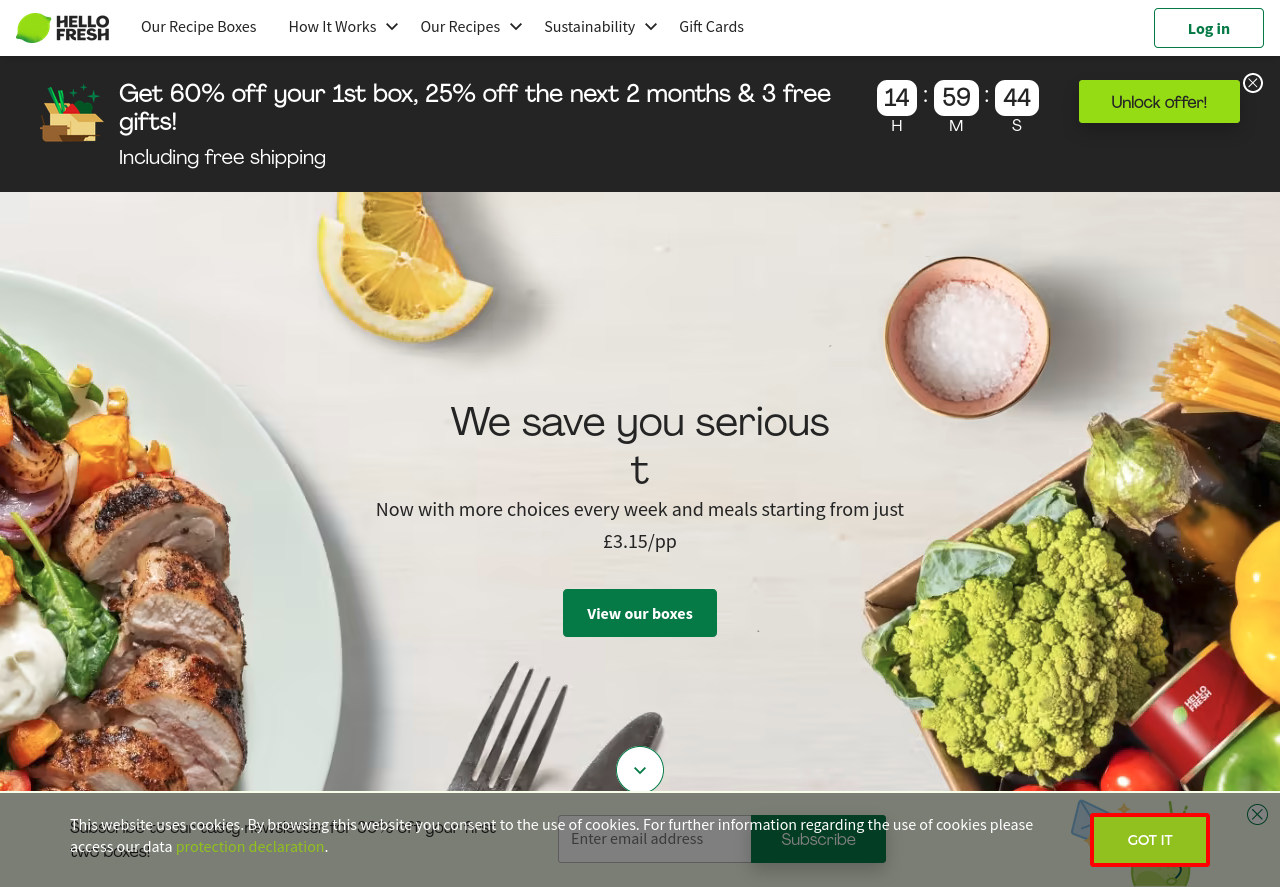 HELLO
FRESH
Our Recipe Boxes
How It Works
Our Recipes
Sustainability
Gift Cards
Log in
Get 60% off your 1st box, 25% off the next 2 months & 3 free
gifts!
Including free shipping
14 : 59 : 44
H M S
Unlock offer!
We save you serious
t
Now with more choices every week and meals starting from just
£3.15/pp
View our boxes
HELLO
FRESH
This website uses cookies. By browsing this website you consent to the use of cookies. For further information regarding the use of cookies please
access our data protection declaration.
two boxes!
Enter email address
Subscribe
GOT IT